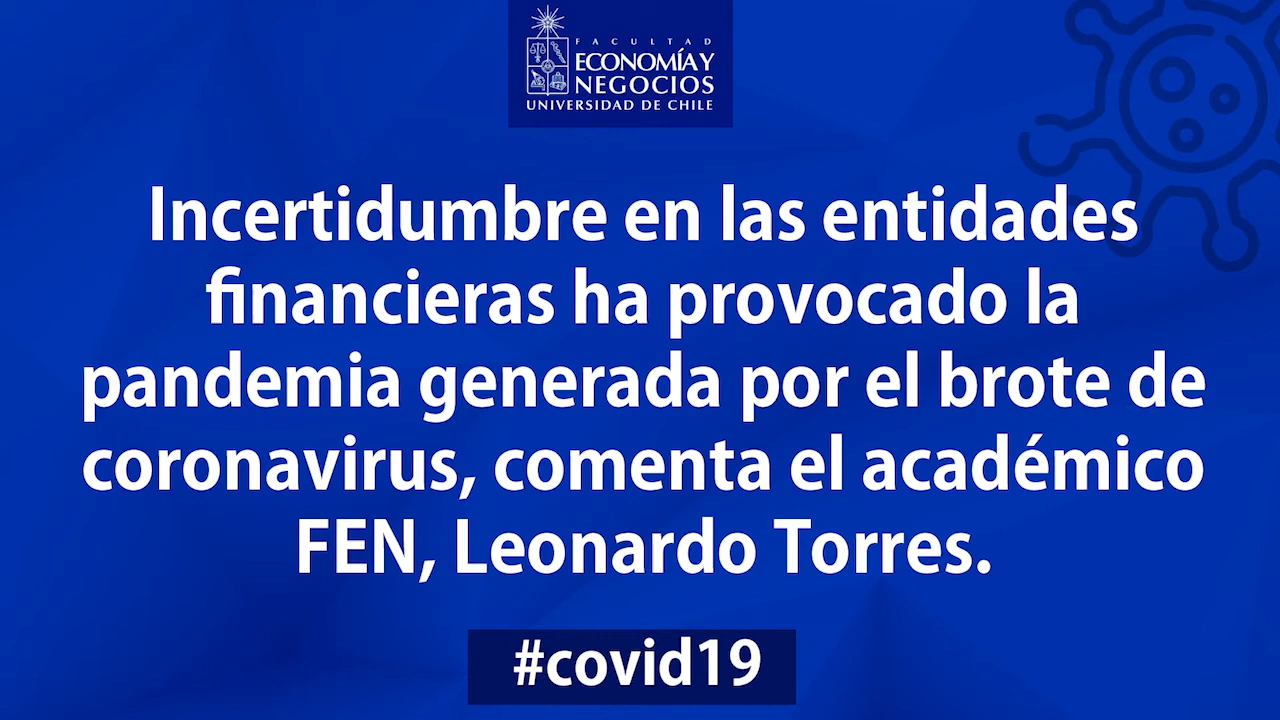 FACULTAD
ECONOMÍA Y
NEGOCIOS
UNIVERSIDAD DE CHILE
Incertidumbre en las entidades
financieras ha provocado la
pandemia generada por el brote de
coronavirus, comenta el académico
FEN, Leonardo Torres.
#covid19